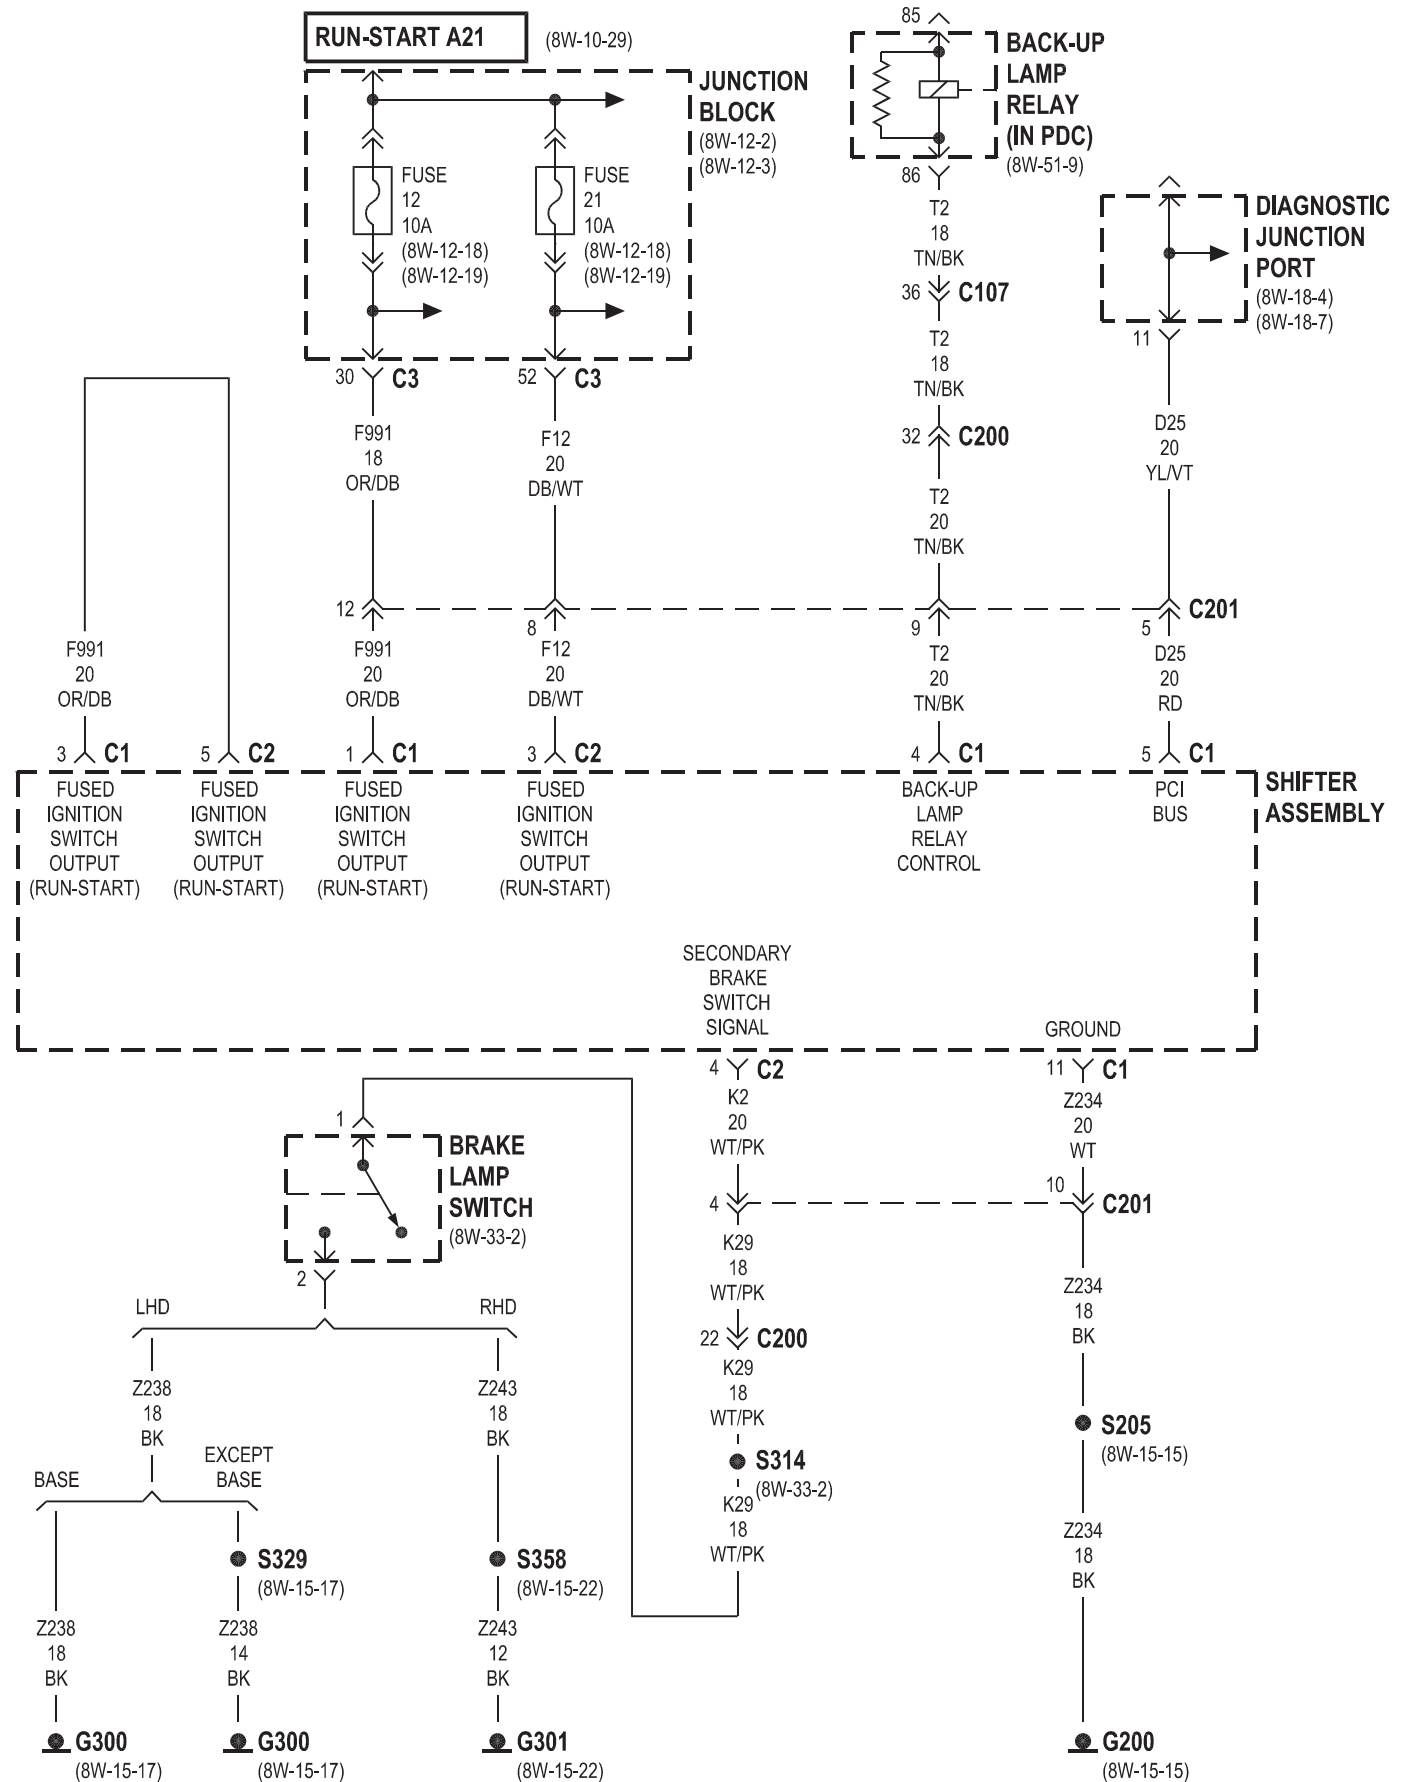 RUN-START A21
(8W-10-29)
JUNCTION
BLOCK
(8W-12-2)
(8W-12-3)
FUSE
12
10A
(8W-12-18)
(8W-12-19)
FUSE
21
10A
(8W-12-18)
(8W-12-19)
30
C3
52
C3
85
BACK-UP
LAMP
RELAY
(IN PDC)
(8W-51-9)
86
T2
18
TN/BK
36
C107
T2
18
TN/BK
32
C200
T2
20
TN/BK
DIAGNOSTIC
JUNCTION
PORT
(8W-18-4)
(8W-18-7)
11
D25
20
YL/VT
F991
18
OR/DB
F12
20
DB/WT
12
8
9
5
C201
F991
20
OR/DB
F991
20
OR/DB
F12
20
DB/WT
T2
20
TN/BK
D25
20
RD
3
C1
5
C2
1
C1
3
C2
4
C1
5
C1
SHIFTER
ASSEMBLY
FUSED
IGNITION
SWITCH
OUTPUT
(RUN-START)
FUSED
IGNITION
SWITCH
OUTPUT
(RUN-START)
FUSED
IGNITION
SWITCH
OUTPUT
(RUN-START)
FUSED
IGNITION
SWITCH
OUTPUT
(RUN-START)
BACK-UP
LAMP
RELAY
CONTROL
PCI
BUS
SECONDARY
BRAKE
SWITCH
SIGNAL
GROUND
4
C2
11
C1
K2
20
WT/PK
Z234
20
WT
1
BRAKE
LAMP
SWITCH
(8W-33-2)
2
4
10
C201
K29
18
WT/PK
Z234
18
BK
22
C200
K29
18
WT/PK
S314
(8W-33-2)
K29
18
WT/PK
S205
(8W-15-15)
Z234
18
BK
LHD
RHD
Z238
18
BK
Z243
18
BK
BASE
EXCEPT
BASE
S329
(8W-15-17)
S358
(8W-15-22)
Z238
18
BK
Z238
14
BK
Z243
12
BK
G300
(8W-15-17)
G300
(8W-15-17)
G301
(8W-15-22)
G200
(8W-15-15)